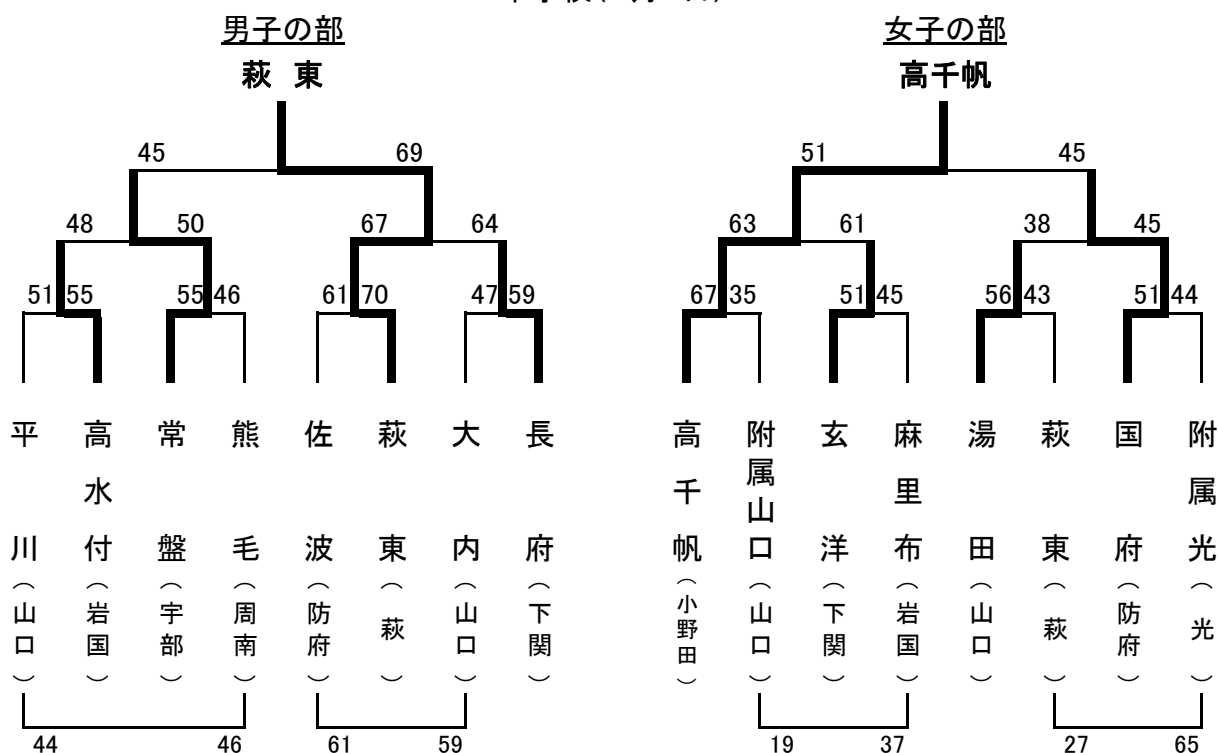 男子の部 女子の部
萩 東 高千帆
45 69 51 45
48 50 67 64 63 61 38 45
51 55 55 46 61 70 47 59 67 35 51 45 56 43 51 44
平川(山口)
高水付(岩国)
常盤(宇部)
熊毛(周南)
佐波(防府)
萩東(萩)
大内(山口)
長府(下関)
高千帆(小野田)
附属山口(山口)
玄洋(下関)
麻里布(岩国)
湯田(山口)
萩東(萩)
国府(防府)
附属光(光)
44 46 61 59 19 37 27 65